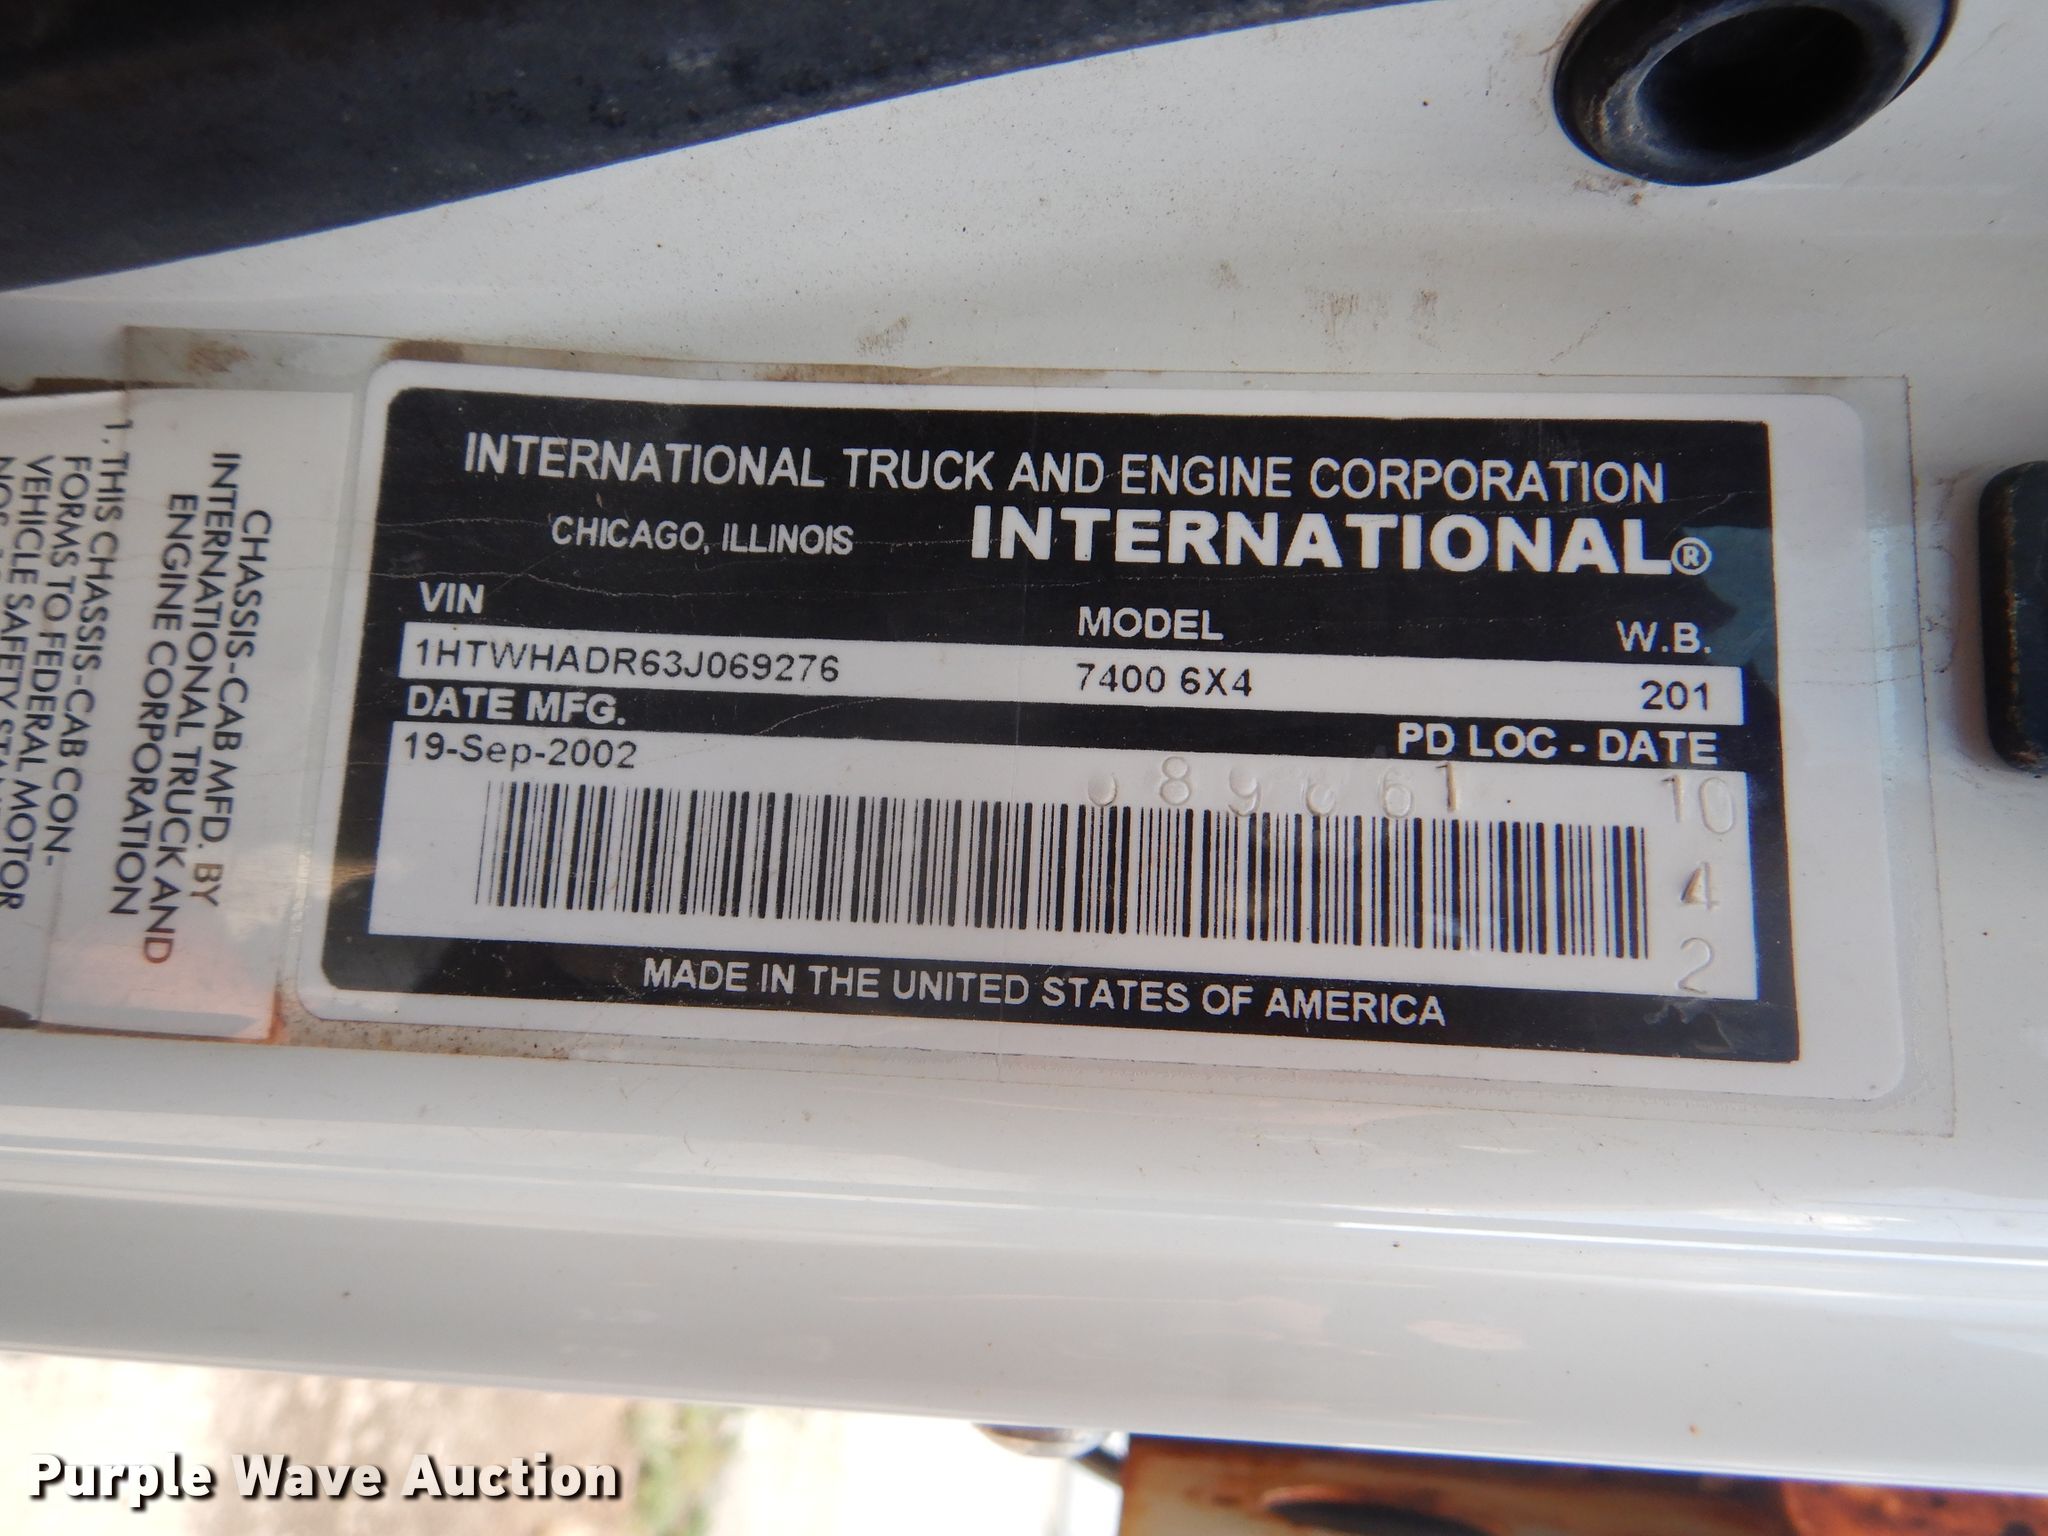 INTERNATIONAL TRUCK AND ENGINE CORPORATION
CHICAGO, ILLINOIS INTERNATIONAL®
VIN MODEL W.B.
1HTWHADR63J069276 7400 6X4 201
DATE MFG. PD LOC - DATE
19-Sep-2002
10
4
2
MADE IN THE UNITED STATES OF AMERICA
CHASSIS-CAB MFD. BY
INTERNATIONAL TRUCK AND
ENGINE CORPORATION
1. THIS CHASSIS-CAB CON-
FORMS TO FEDERAL MOTOR
VEHICLE SAFETY
Purple Wave Auction